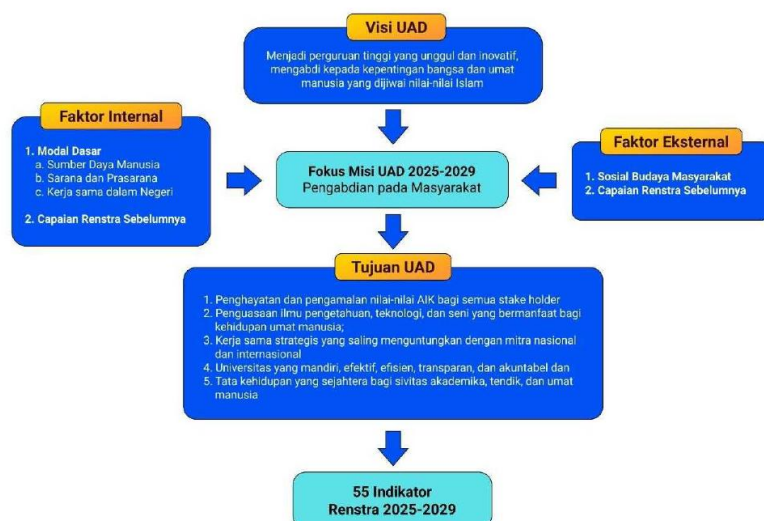 Visi UAD
Menjadi perguruan tinggi yang unggul dan inovatif,
mengabdi kepada kepentingan bangsa dan umat
manusia yang dijiwai nilai-nilai Islam
Faktor Internal
1. Modal Dasar
a. Sumber Daya Manusia
b. Sarana dan Prasarana
c. Kerja sama dalam Negeri
2. Capaian Renstra Sebelumnya
Fokus Misi UAD 2025-2029
Pengabdian pada Masyarakat
Faktor Eksternal
1. Sosial Budaya Masyarakat
2. Capaian Renstra Sebelumnya
Tujuan UAD
1. Penghayatan dan pengamalan nilai-nilai AIK bagi semua stake holder
2. Penguasaan ilmu pengetahuan, teknologi, dan seni yang bermanfaat bagi
kehidupan umat manusia;
3. Kerja sama strategis yang saling menguntungkan dengan mitra nasional
dan internasional
4. Universitas yang mandiri, efektif, efisien, transparan, dan akuntabel dan
5. Tata kehidupan yang sejahtera bagi sivitas akademika, tendik, dan umat
manusia
55 Indikator
Renstra 2025-2029